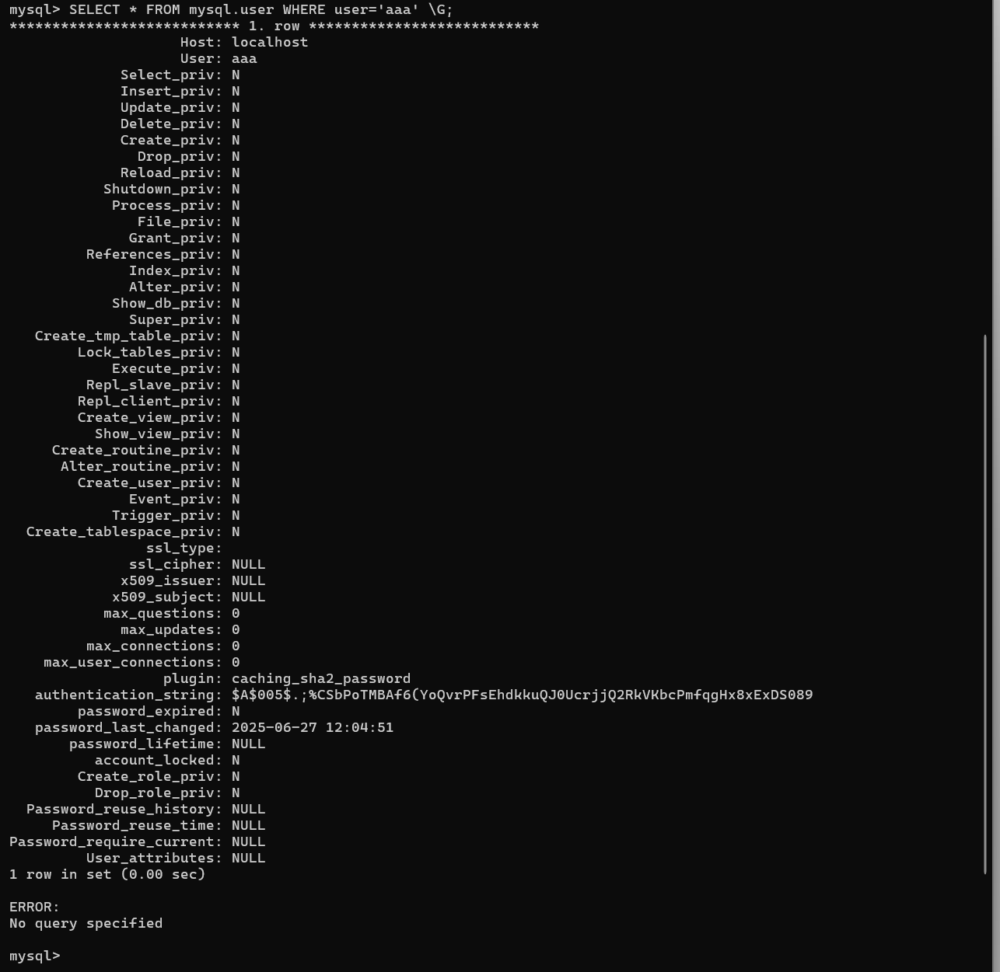 mysql> SELECT * FROM mysql.user WHERE user='aaa' \G;
*************************** 1. row ***************************
                    Host: localhost
                    User: aaa
             Select_priv: N
             Insert_priv: N
             Update_priv: N
             Delete_priv: N
             Create_priv: N
               Drop_priv: N
             Reload_priv: N
           Shutdown_priv: N
            Process_priv: N
               File_priv: N
              Grant_priv: N
         References_priv: N
              Index_priv: N
              Alter_priv: N
            Show_db_priv: N
              Super_priv: N
   Create_tmp_table_priv: N
        Lock_tables_priv: N
            Execute_priv: N
         Repl_slave_priv: N
        Repl_client_priv: N
        Create_view_priv: N
          Show_view_priv: N
     Create_routine_priv: N
      Alter_routine_priv: N
        Create_user_priv: N
              Event_priv: N
            Trigger_priv: N
  Create_tablespace_priv: N
                ssl_type:
              ssl_cipher: NULL
             x509_issuer: NULL
            x509_subject: NULL
           max_questions: 0
             max_updates: 0
         max_connections: 0
    max_user_connections: 0
                  plugin: caching_sha2_password
   authentication_string: $A$005$.;%CSbPoTMBAf6(YoQvrPFsEhdkkuQJ0UcrjjQ2RkVKbcPmfqgHx8xExDS089
        password_expired: N
   password_last_changed: 2025-06-27 12:04:51
       password_lifetime: NULL
          account_locked: N
        Create_role_priv: N
          Drop_role_priv: N
  Password_reuse_history: NULL
     Password_reuse_time: NULL
Password_require_current: NULL
         User_attributes: NULL
1 row in set (0.00 sec)

ERROR:
No query specified

mysql>